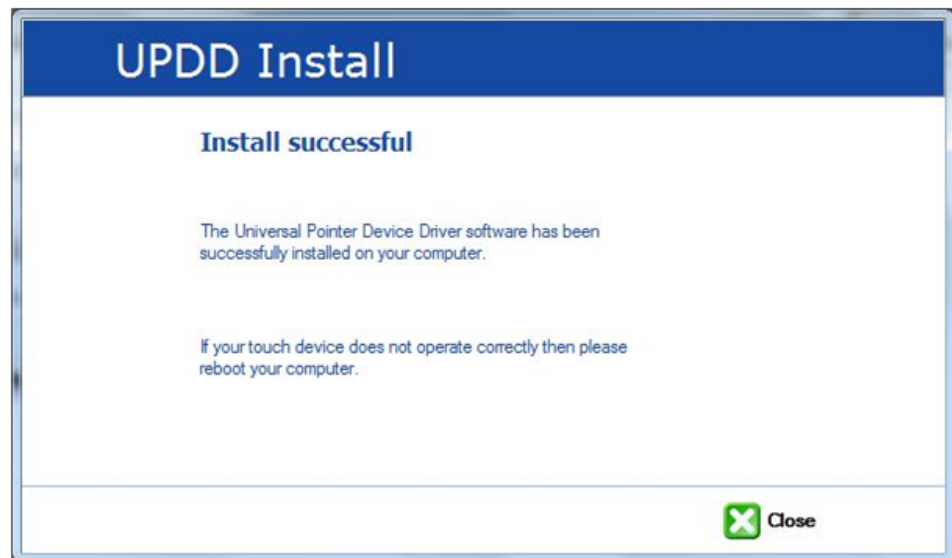 UPDD Install
Install successful
The Universal Pointer Device Driver software has been
successfully installed on your computer.
If your touch device does not operate correctly then please
reboot your computer.
Close